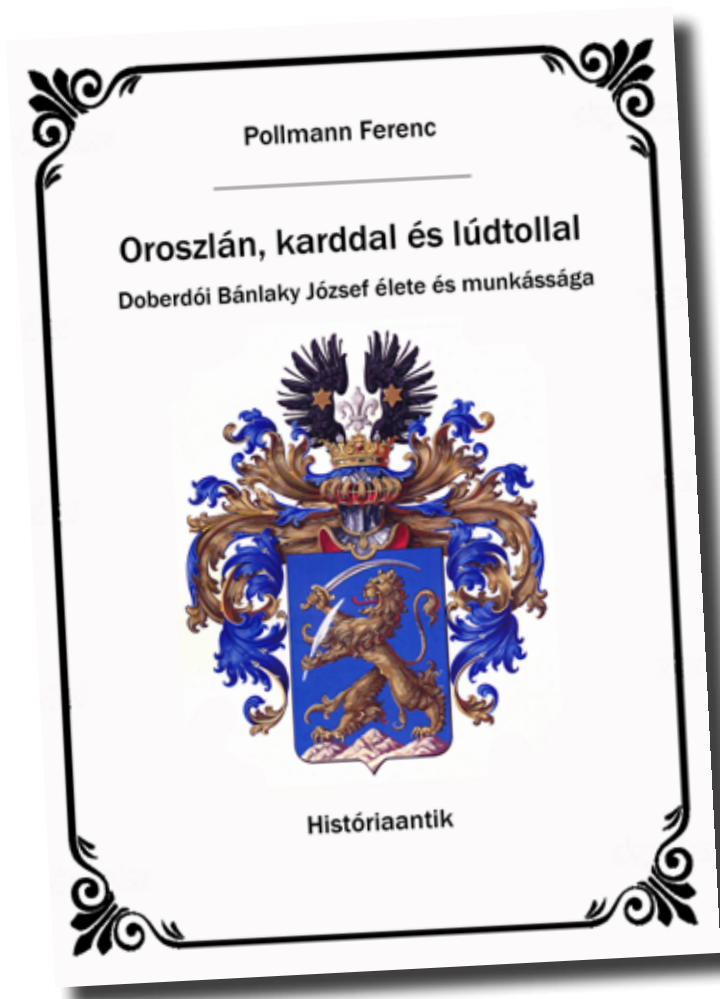 Pollmann Ferenc
Oroszlán, karddal és lúdtollal
Doberdói Bánlaky József élete és munkássága
Históriaantik